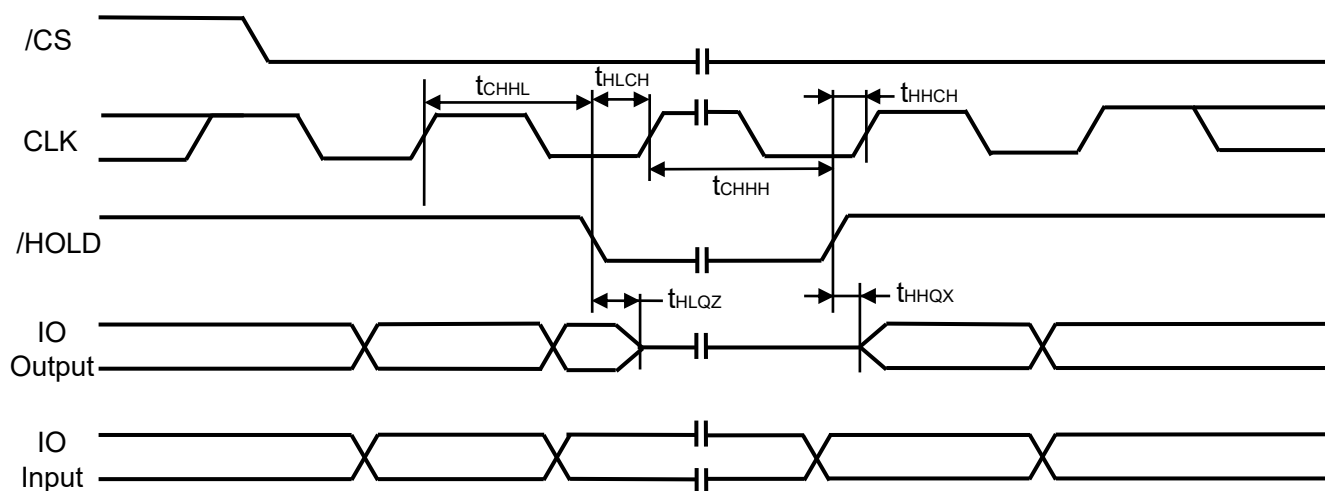 /CS
tCHHL
tHLCH
tHHCH
CLK
tCHHH
/HOLD
tHLQZ
tHHQX
IO
Output
IO
Input